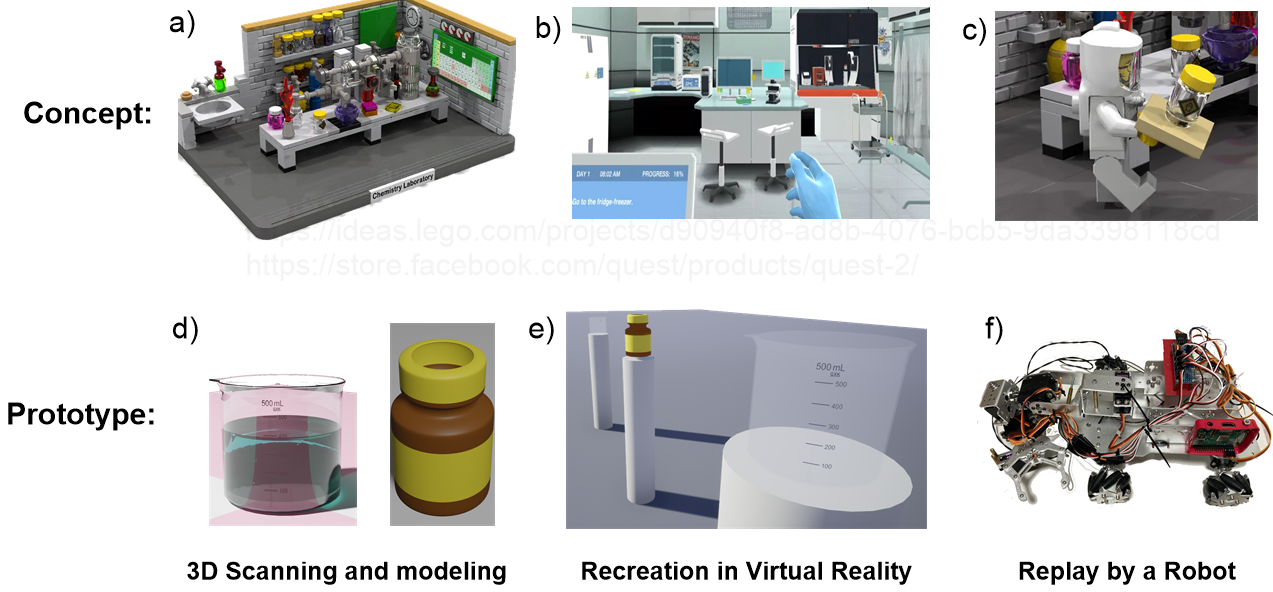 a)
b)
c)
Concept:
Chemistry Laboratory
DAY 1 08:02 AM PROGRESS: 16%
Go to the fridge-freezer.
https://ideas.lego.com/projects/d90940f8-ad8b-4076-bcb5-9da3398118cd
https://store.facebook.com/quest/products/quest-2/
d)
e)
f)
Prototype:
500 mL
100
500 mL
500
400
300
200
100
3D Scanning and modeling
Recreation in Virtual Reality
Replay by a Robot